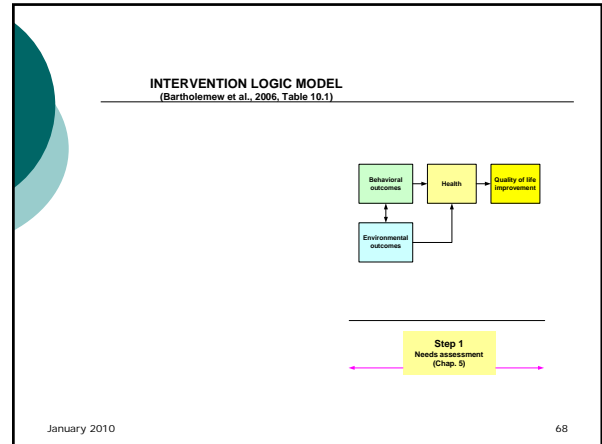 INTERVENTION LOGIC MODEL
(Bartholemew et al., 2006, Table 10.1)
Behavioral
outcomes
Health
Quality of life
improvement
Environmental
outcomes
Step 1
Needs assessment
(Chap. 5)
January 2010
68